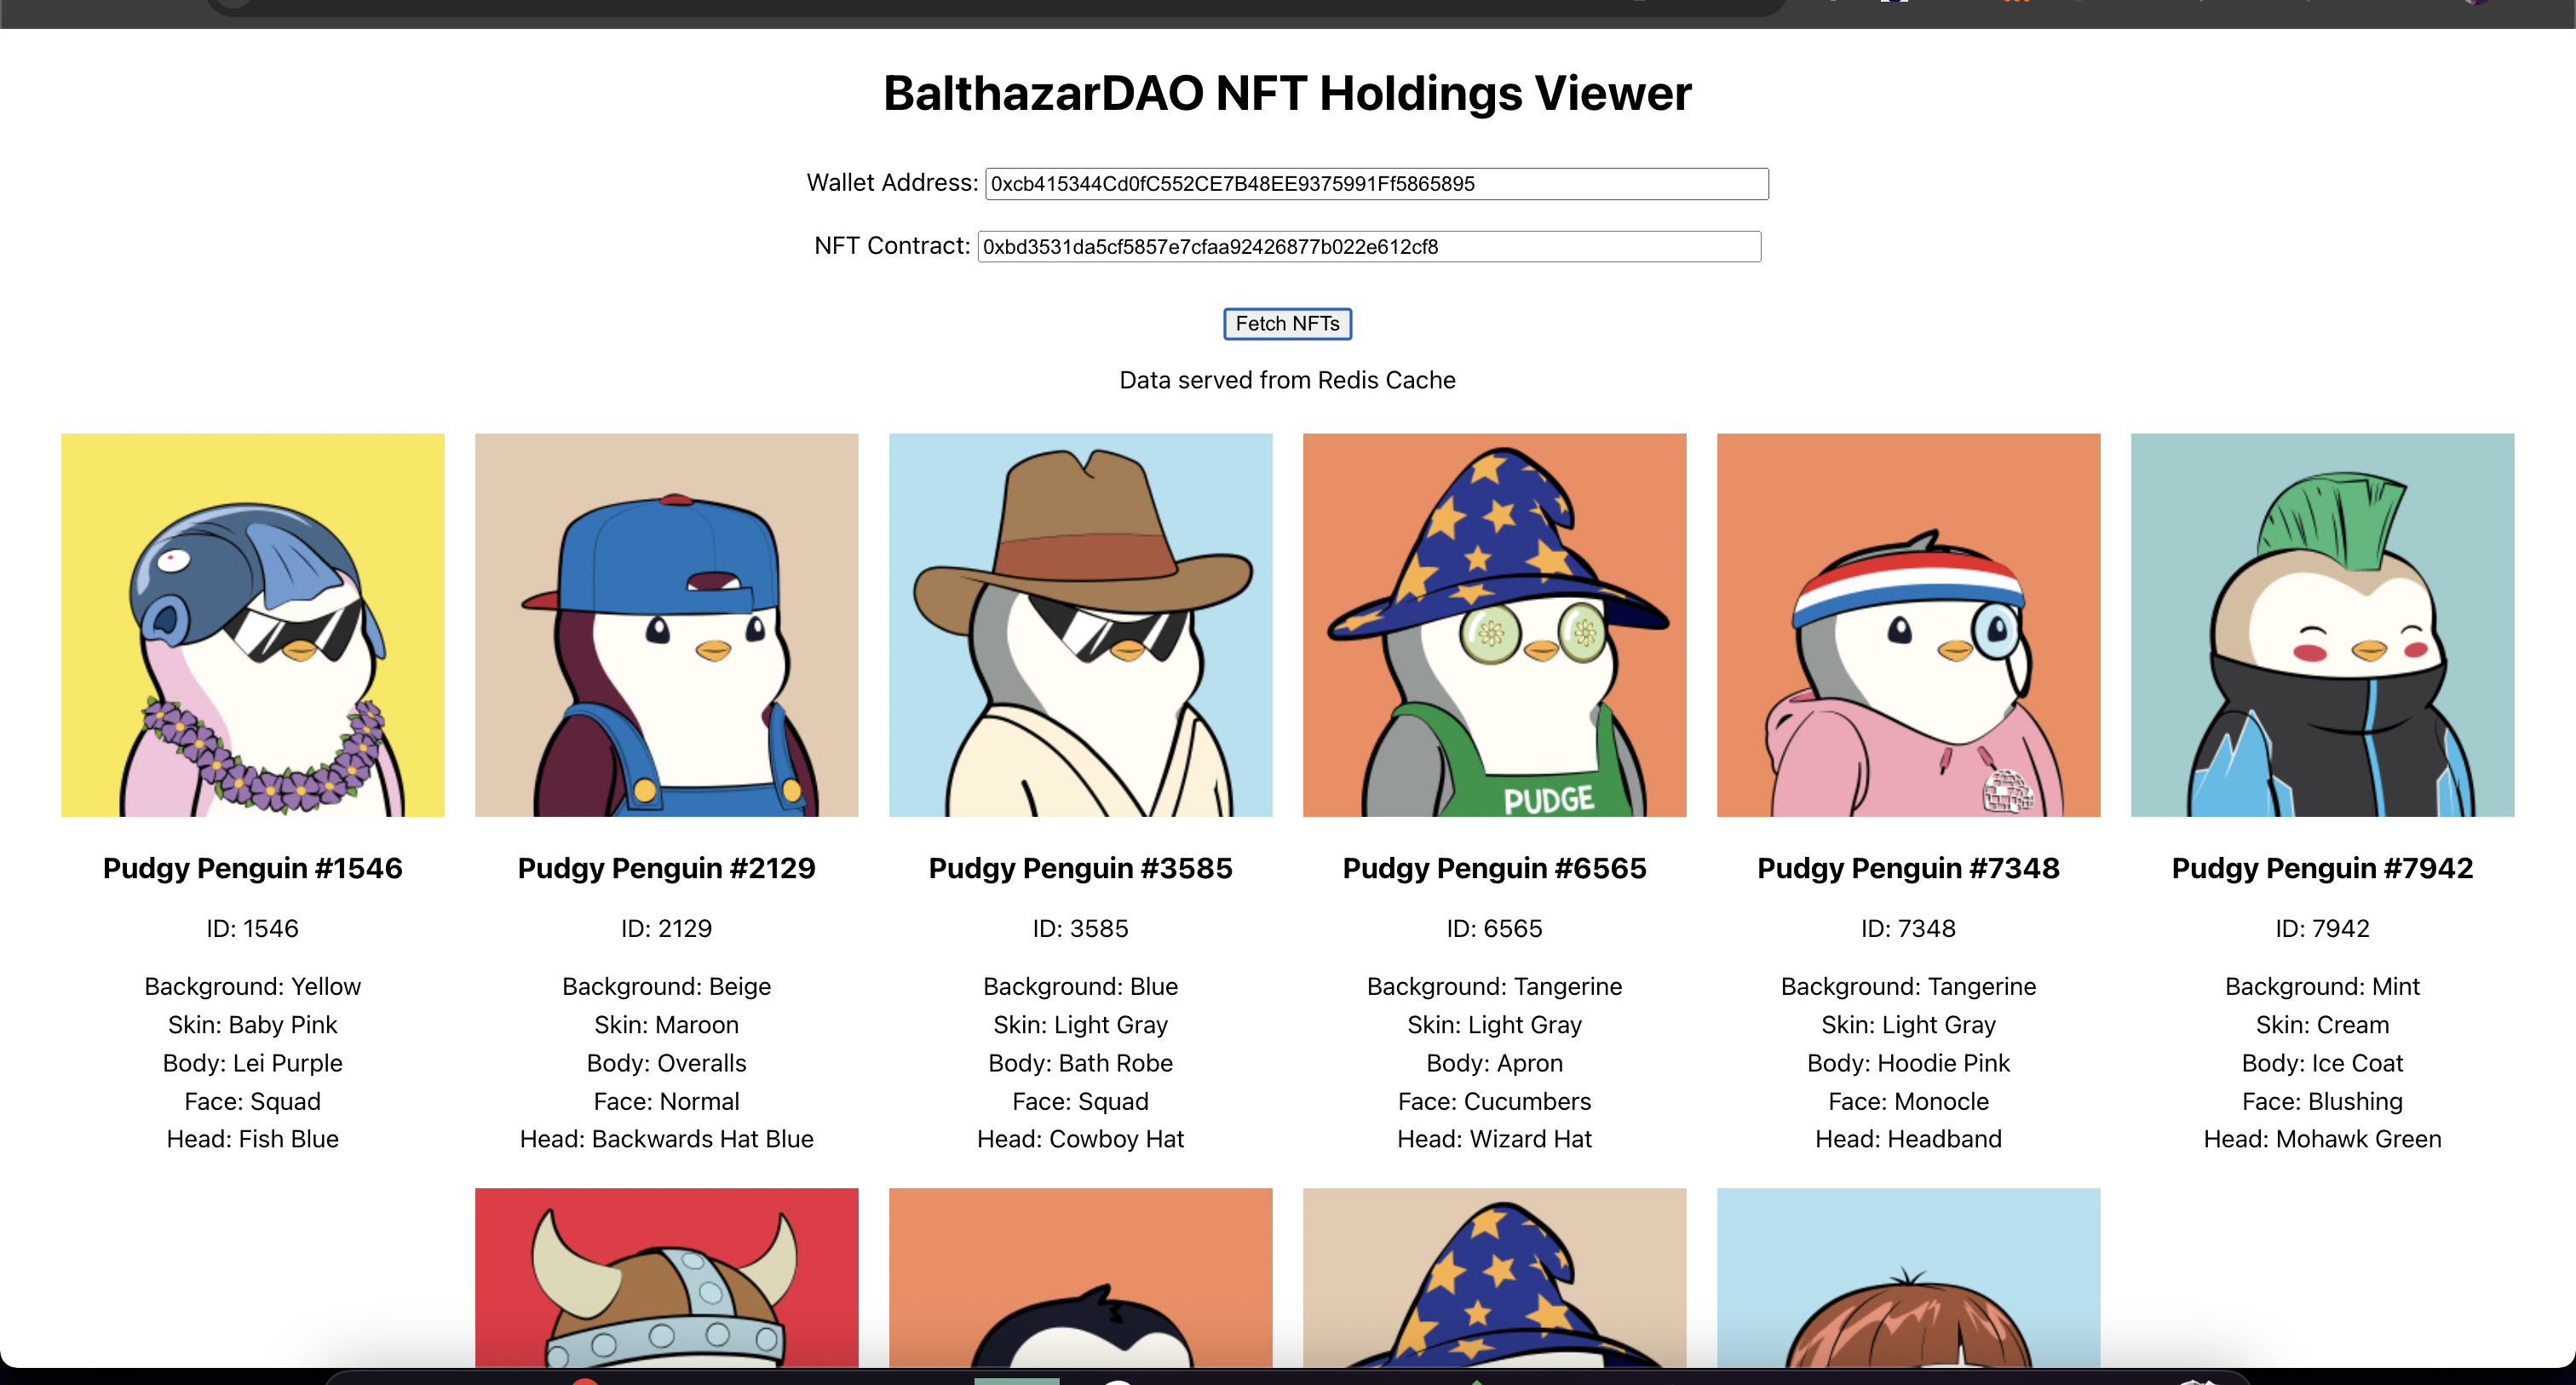 BalthazarDAO NFT Holdings Viewer
Wallet Address: 0xcb415344Cd0fC552CE7B48EE9375991Ff5865895
NFT Contract: 0xbd3531da5cf5857e7cfaa92426877b022e612cf8
Fetch NFTs
Data served from Redis Cache
PUDGE
Pudgy Penguin #1546
ID: 1546
Background: Yellow
Skin: Baby Pink
Body: Lei Purple
Face: Squad
Head: Fish Blue
Pudgy Penguin #2129
ID: 2129
Background: Beige
Skin: Maroon
Body: Overalls
Face: Normal
Head: Backwards Hat Blue
Pudgy Penguin #3585
ID: 3585
Background: Blue
Skin: Light Gray
Body: Bath Robe
Face: Squad
Head: Cowboy Hat
Pudgy Penguin #6565
ID: 6565
Background: Tangerine
Skin: Light Gray
Body: Apron
Face: Cucumbers
Head: Wizard Hat
Pudgy Penguin #7348
ID: 7348
Background: Tangerine
Skin: Light Gray
Body: Hoodie Pink
Face: Monocle
Head: Headband
Pudgy Penguin #7942
ID: 7942
Background: Mint
Skin: Cream
Body: Ice Coat
Face: Blushing
Head: Mohawk Green